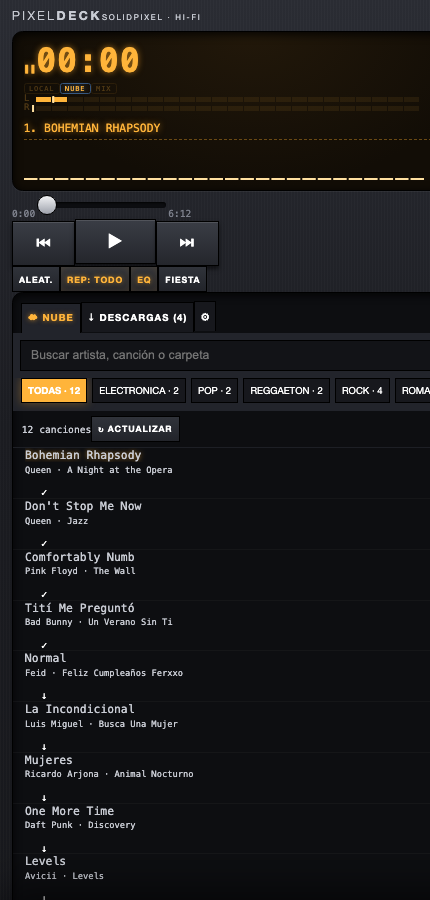 PIXELDECK SOLIDPIXEL · HI-FI
00:00
LOCAL NUBE MIX
L
R
1. BOHEMIAN RHAPSODY
0:00 6:12
ALEAT. REP: TODO EQ FIESTA
NUBE ↓ DESCARGAS (4)
Buscar artista, canción o carpeta
TODAS · 12 ELECTRONICA · 2 POP · 2 REGGAETON · 2 ROCK · 4 ROMA
12 canciones ↻ ACTUALIZAR
Bohemian Rhapsody
Queen · A Night at the Opera
✓
Don't Stop Me Now
Queen · Jazz
✓
Comfortably Numb
Pink Floyd · The Wall
✓
Tití Me Preguntó
Bad Bunny · Un Verano Sin Ti
✓
Normal
Feid · Feliz Cumpleaños Ferxxo
↓
La Incondicional
Luis Miguel · Busca Una Mujer
↓
Mujeres
Ricardo Arjona · Animal Nocturno
↓
One More Time
Daft Punk · Discovery
↓
Levels
Avicii · Levels